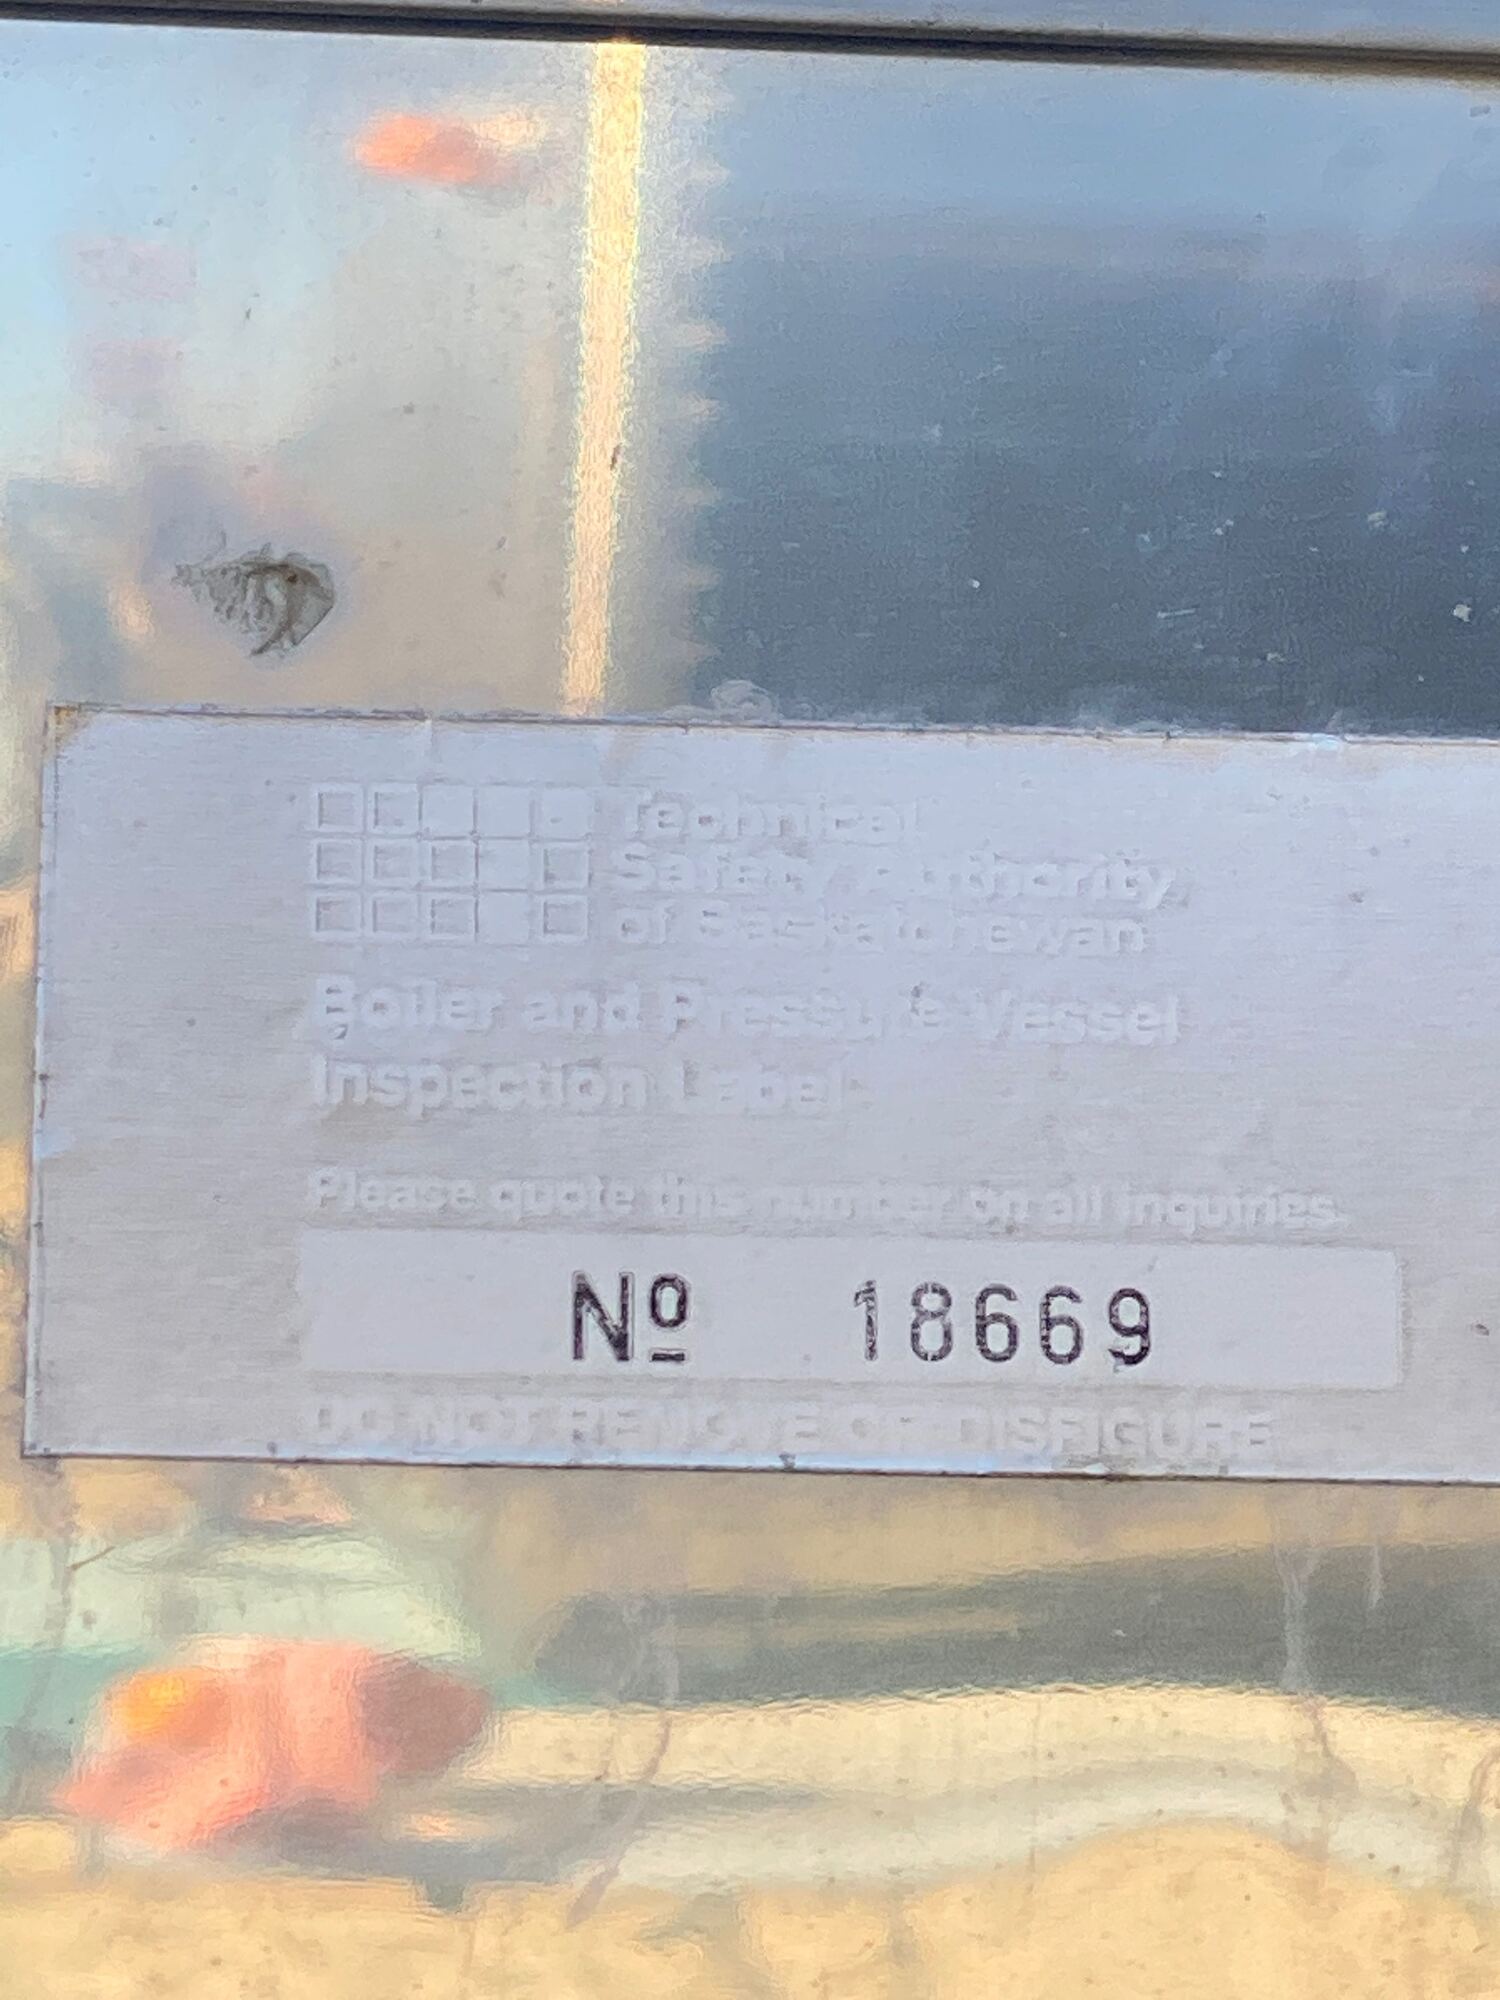 Technical
Safety Authority
of Saskatchewan
Boiler and Pressure Vessel
Inspection Label
Please quote this number on all inquiries.
Nº 18669
DO NOT REMOVE OR DISFIGURE